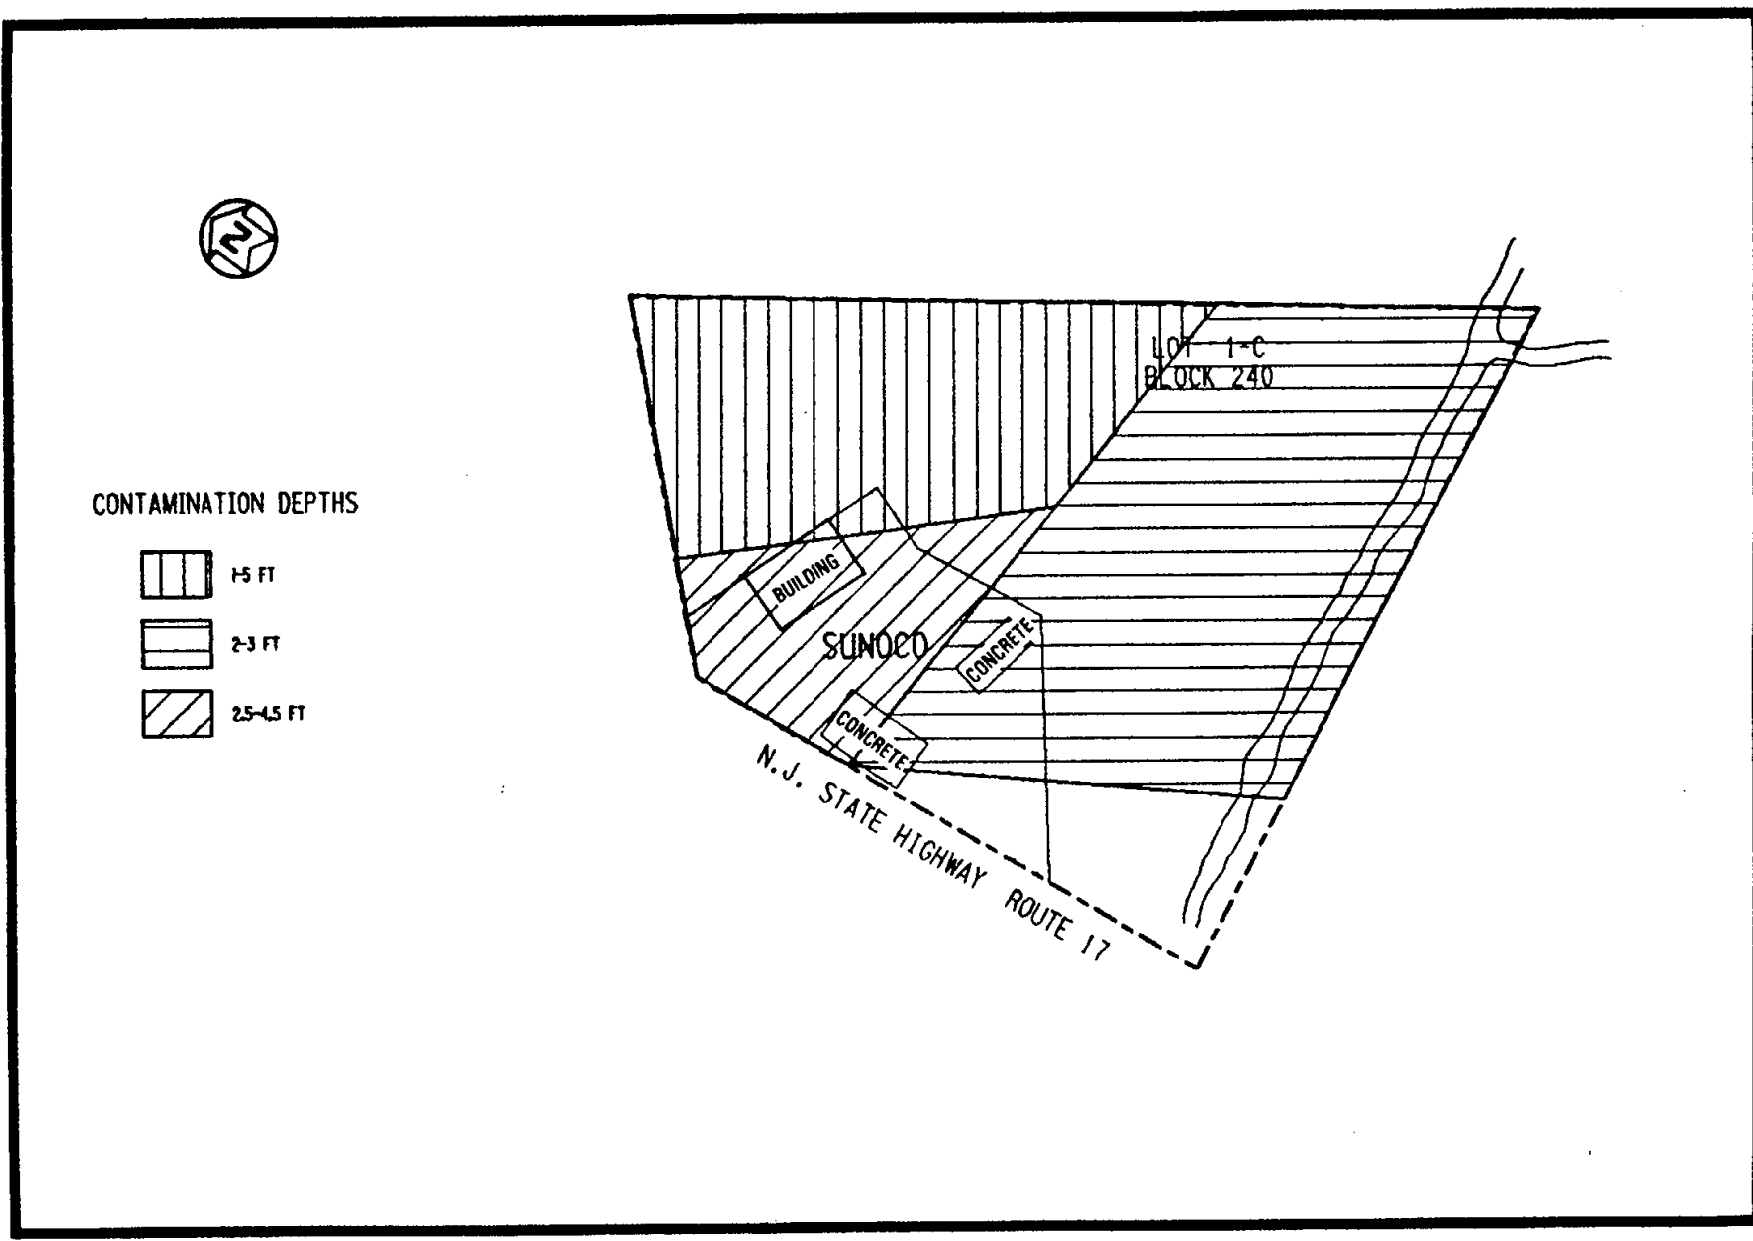 N
CONTAMINATION DEPTHS
1-5 FT
2-3 FT
2.5-4.5 FT
LOT 1-C
BLOCK 240
BUILDING
SUNOCO
CONCRETE
CONCRETE
N.J. STATE HIGHWAY ROUTE 17